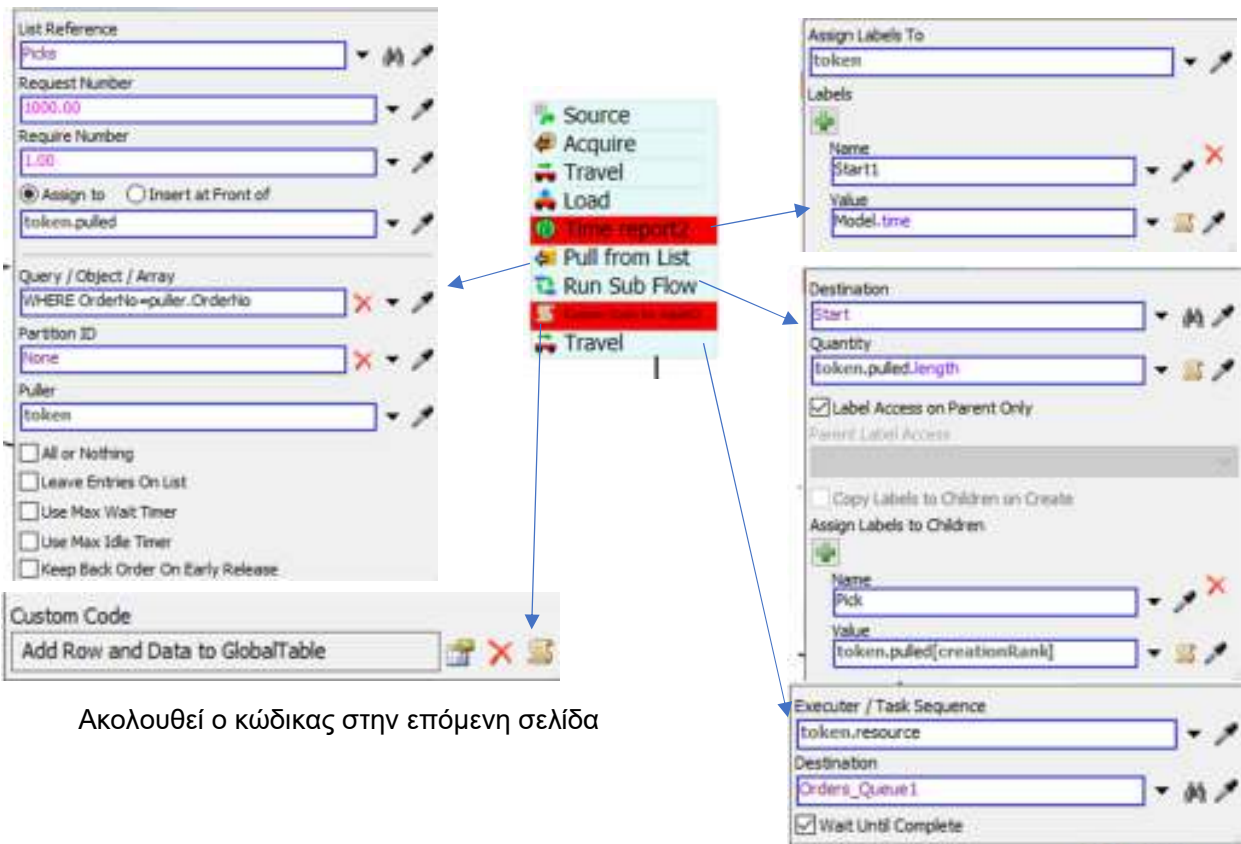 List Reference
Picks
Request Number
1000.00
Require Number
1.00
Assign to Insert at Front of
token.pulled
Query / Object / Array
WHERE OrderNo=puller.OrderNo
Partition ID
None
Puller
token
All or Nothing
Leave Entries On List
Use Max Wait Timer
Use Max Idle Timer
Keep Back Order On Early Release
Custom Code
Add Row and Data to GlobalTable
Ακολουθεί ο κώδικας στην επόμενη σελίδα
Source
Acquire
Travel
Load
Time report2
Pull from List
Run Sub Flow
Travel
Assign Labels To
token
Labels
Name
Start1
Value
Model.time
Destination
Start
Quantity
token.pulled.length
Label Access on Parent Only
Parent Label Access
Copy Labels to Children on Create
Assign Labels to Children
Name
Pick
Value
token.pulled[creationRank]
Executer / Task Sequence
token.resource
Destination
Orders_Queue1
Wait Until Complete